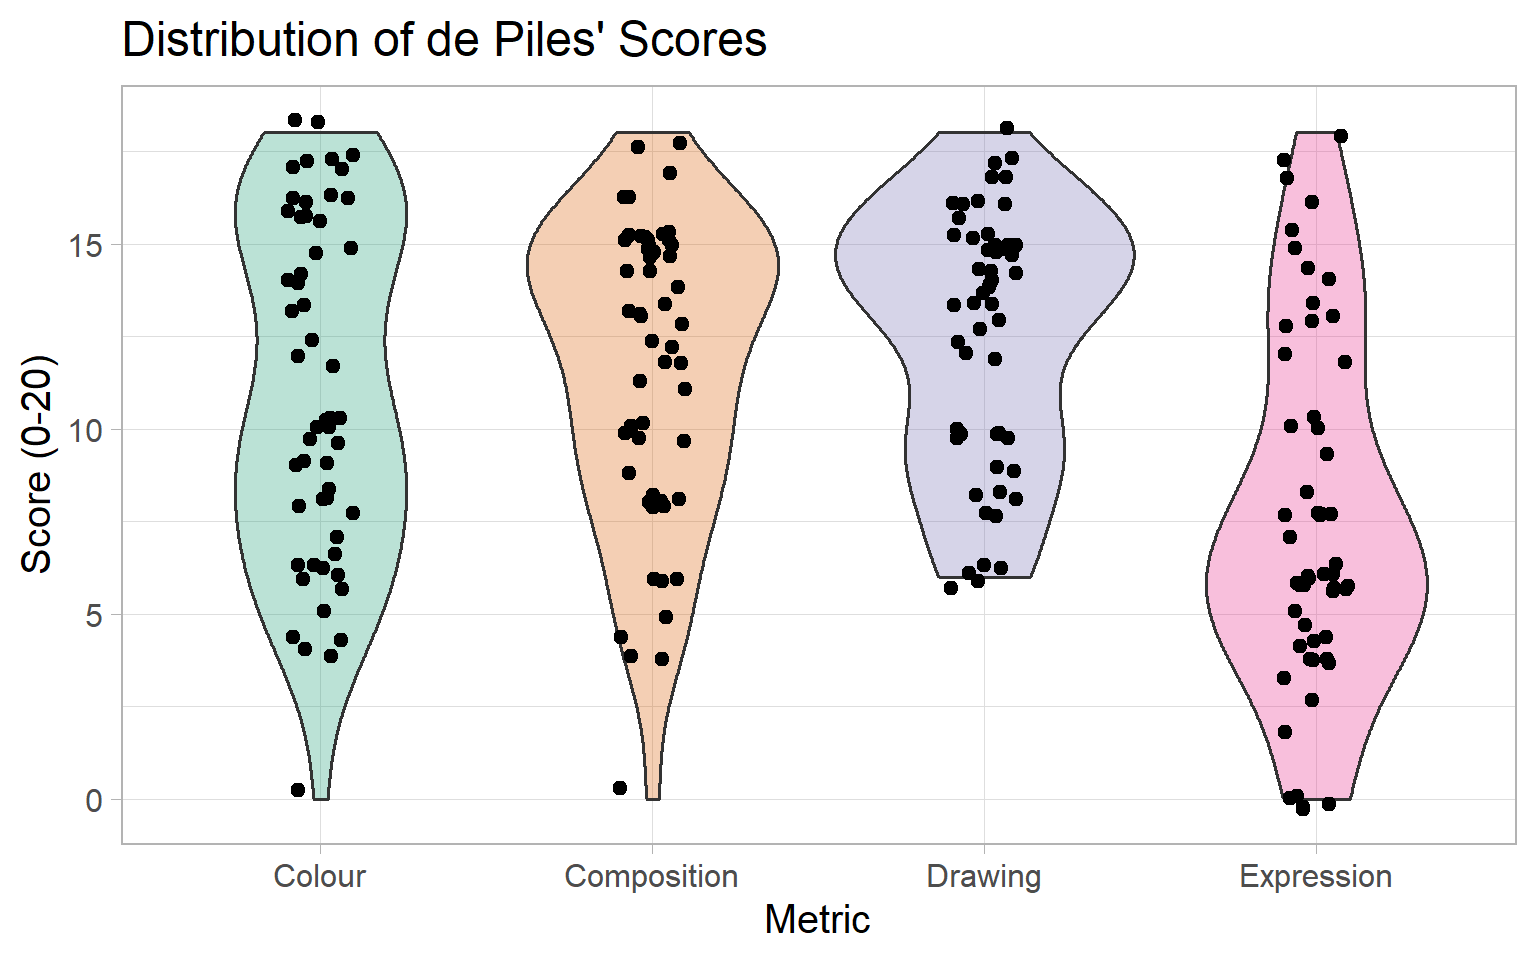 Distribution of de Piles' Scores
Score (0-20)
15
10
5
0
Colour
Composition
Drawing
Expression
Metric